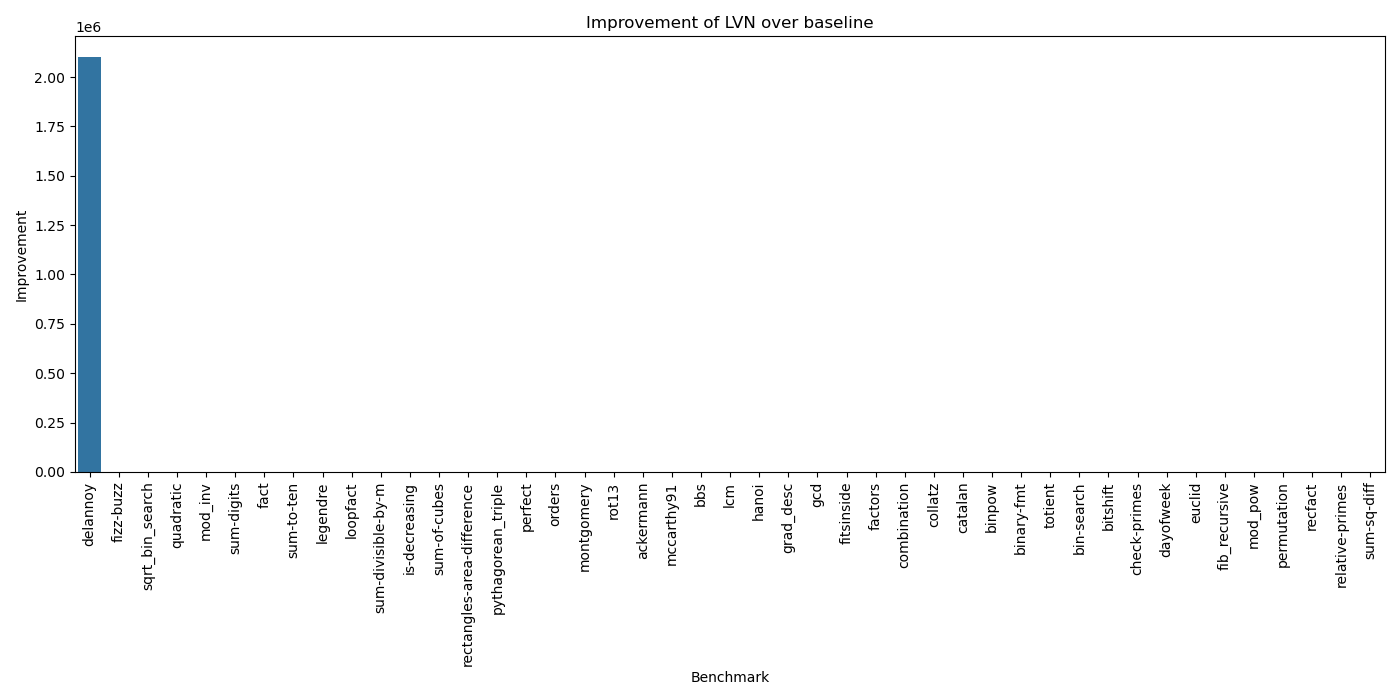 Improvement of LVN over baseline
1e6
2.00
1.75
1.50
1.25
1.00
0.75
0.50
0.25
0.00
Improvement
delannoy
fizz-buzz
sqrt_bin_search
quadratic
mod_inv
sum-digits
fact
sum-to-ten
legendre
loopfact
sum-divisible-by-m
is-decreasing
sum-of-cubes
rectangles-area-difference
pythagorean_triple
perfect
orders
montgomery
rot13
ackermann
mccarthy91
bbs
lcm
hanoi
grad_desc
gcd
fitsinside
factors
combination
collatz
catalan
binpow
binary-fmt
totient
bin-search
bitshift
check-primes
dayofweek
euclid
fib_recursive
mod_pow
permutation
recfact
relative-primes
sum-sq-diff
Benchmark